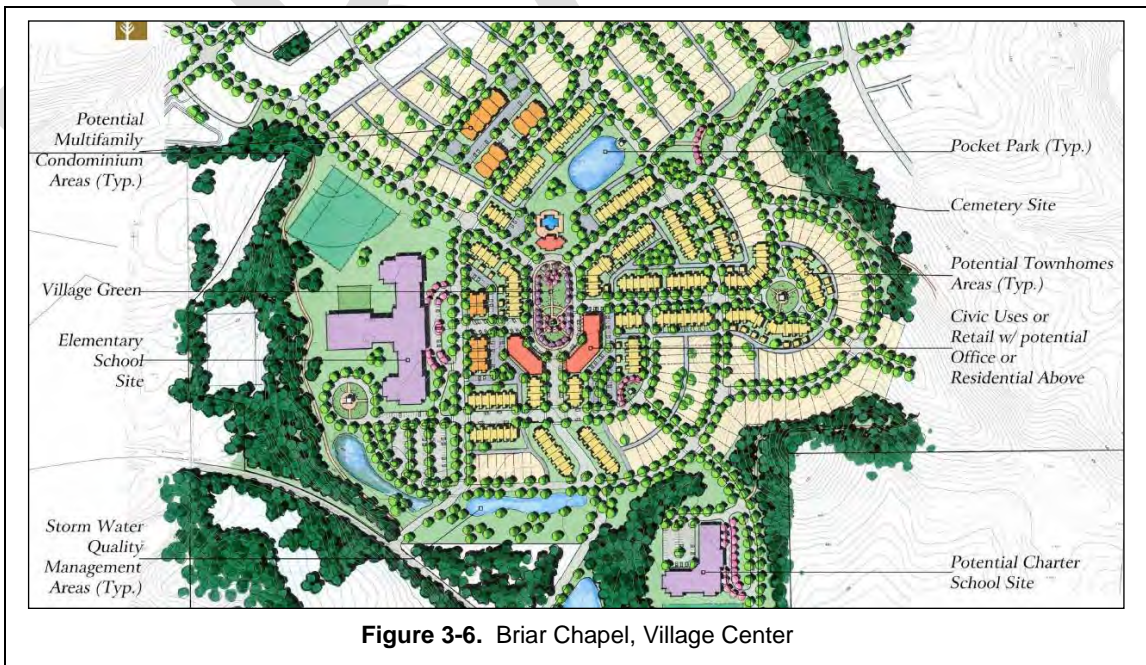 Potential
Multifamily
Condominium
Areas (Typ.)
Village Green
Elementary
School
Site
Storm Water
Quality
Management
Areas (Typ.)
Pocket Park (Typ.)
Cemetery Site
Potential Townhomes
Areas (Typ.)
Civic Uses or
Retail w/ potential
Office or
Residential Above
Potential Charter
School Site
Figure 3-6. Briar Chapel, Village Center